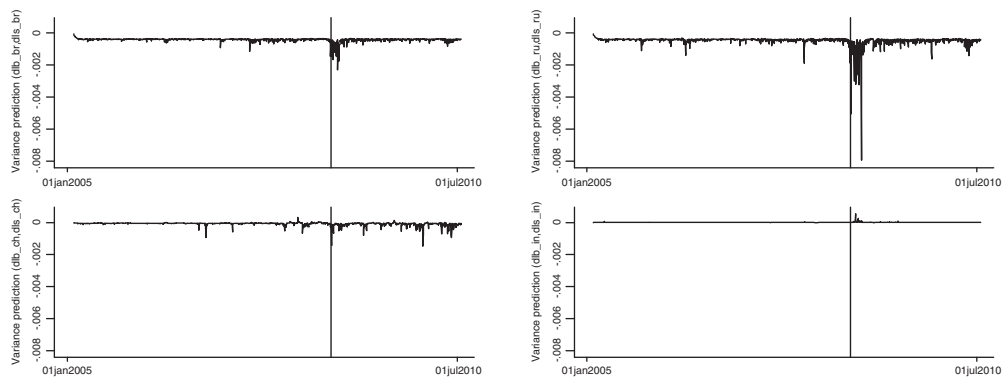 Variance prediction (dlb_br,dls_br)
0
-.002
-.004
-.006
-.008
01jan2005
01jul2010
Variance prediction (dlb_ru,dls_ru)
0
-.002
-.004
-.006
-.008
01jan2005
01jul2010
Variance prediction (dlb_ch,dls_ch)
0
-.002
-.004
-.006
-.008
01jan2005
01jul2010
Variance prediction (dlb_in,dls_in)
0
-.002
-.004
-.006
-.008
01jan2005
01jul2010